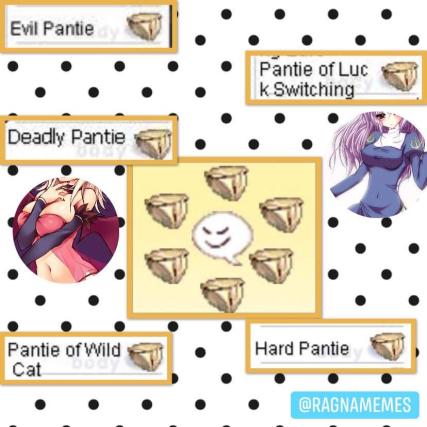 Evil Pantie
Pantie of Luc
k Switching
Deadly Pantie
Pantie of Wild
Cat
Hard Pantie
@RAGNAMEMES